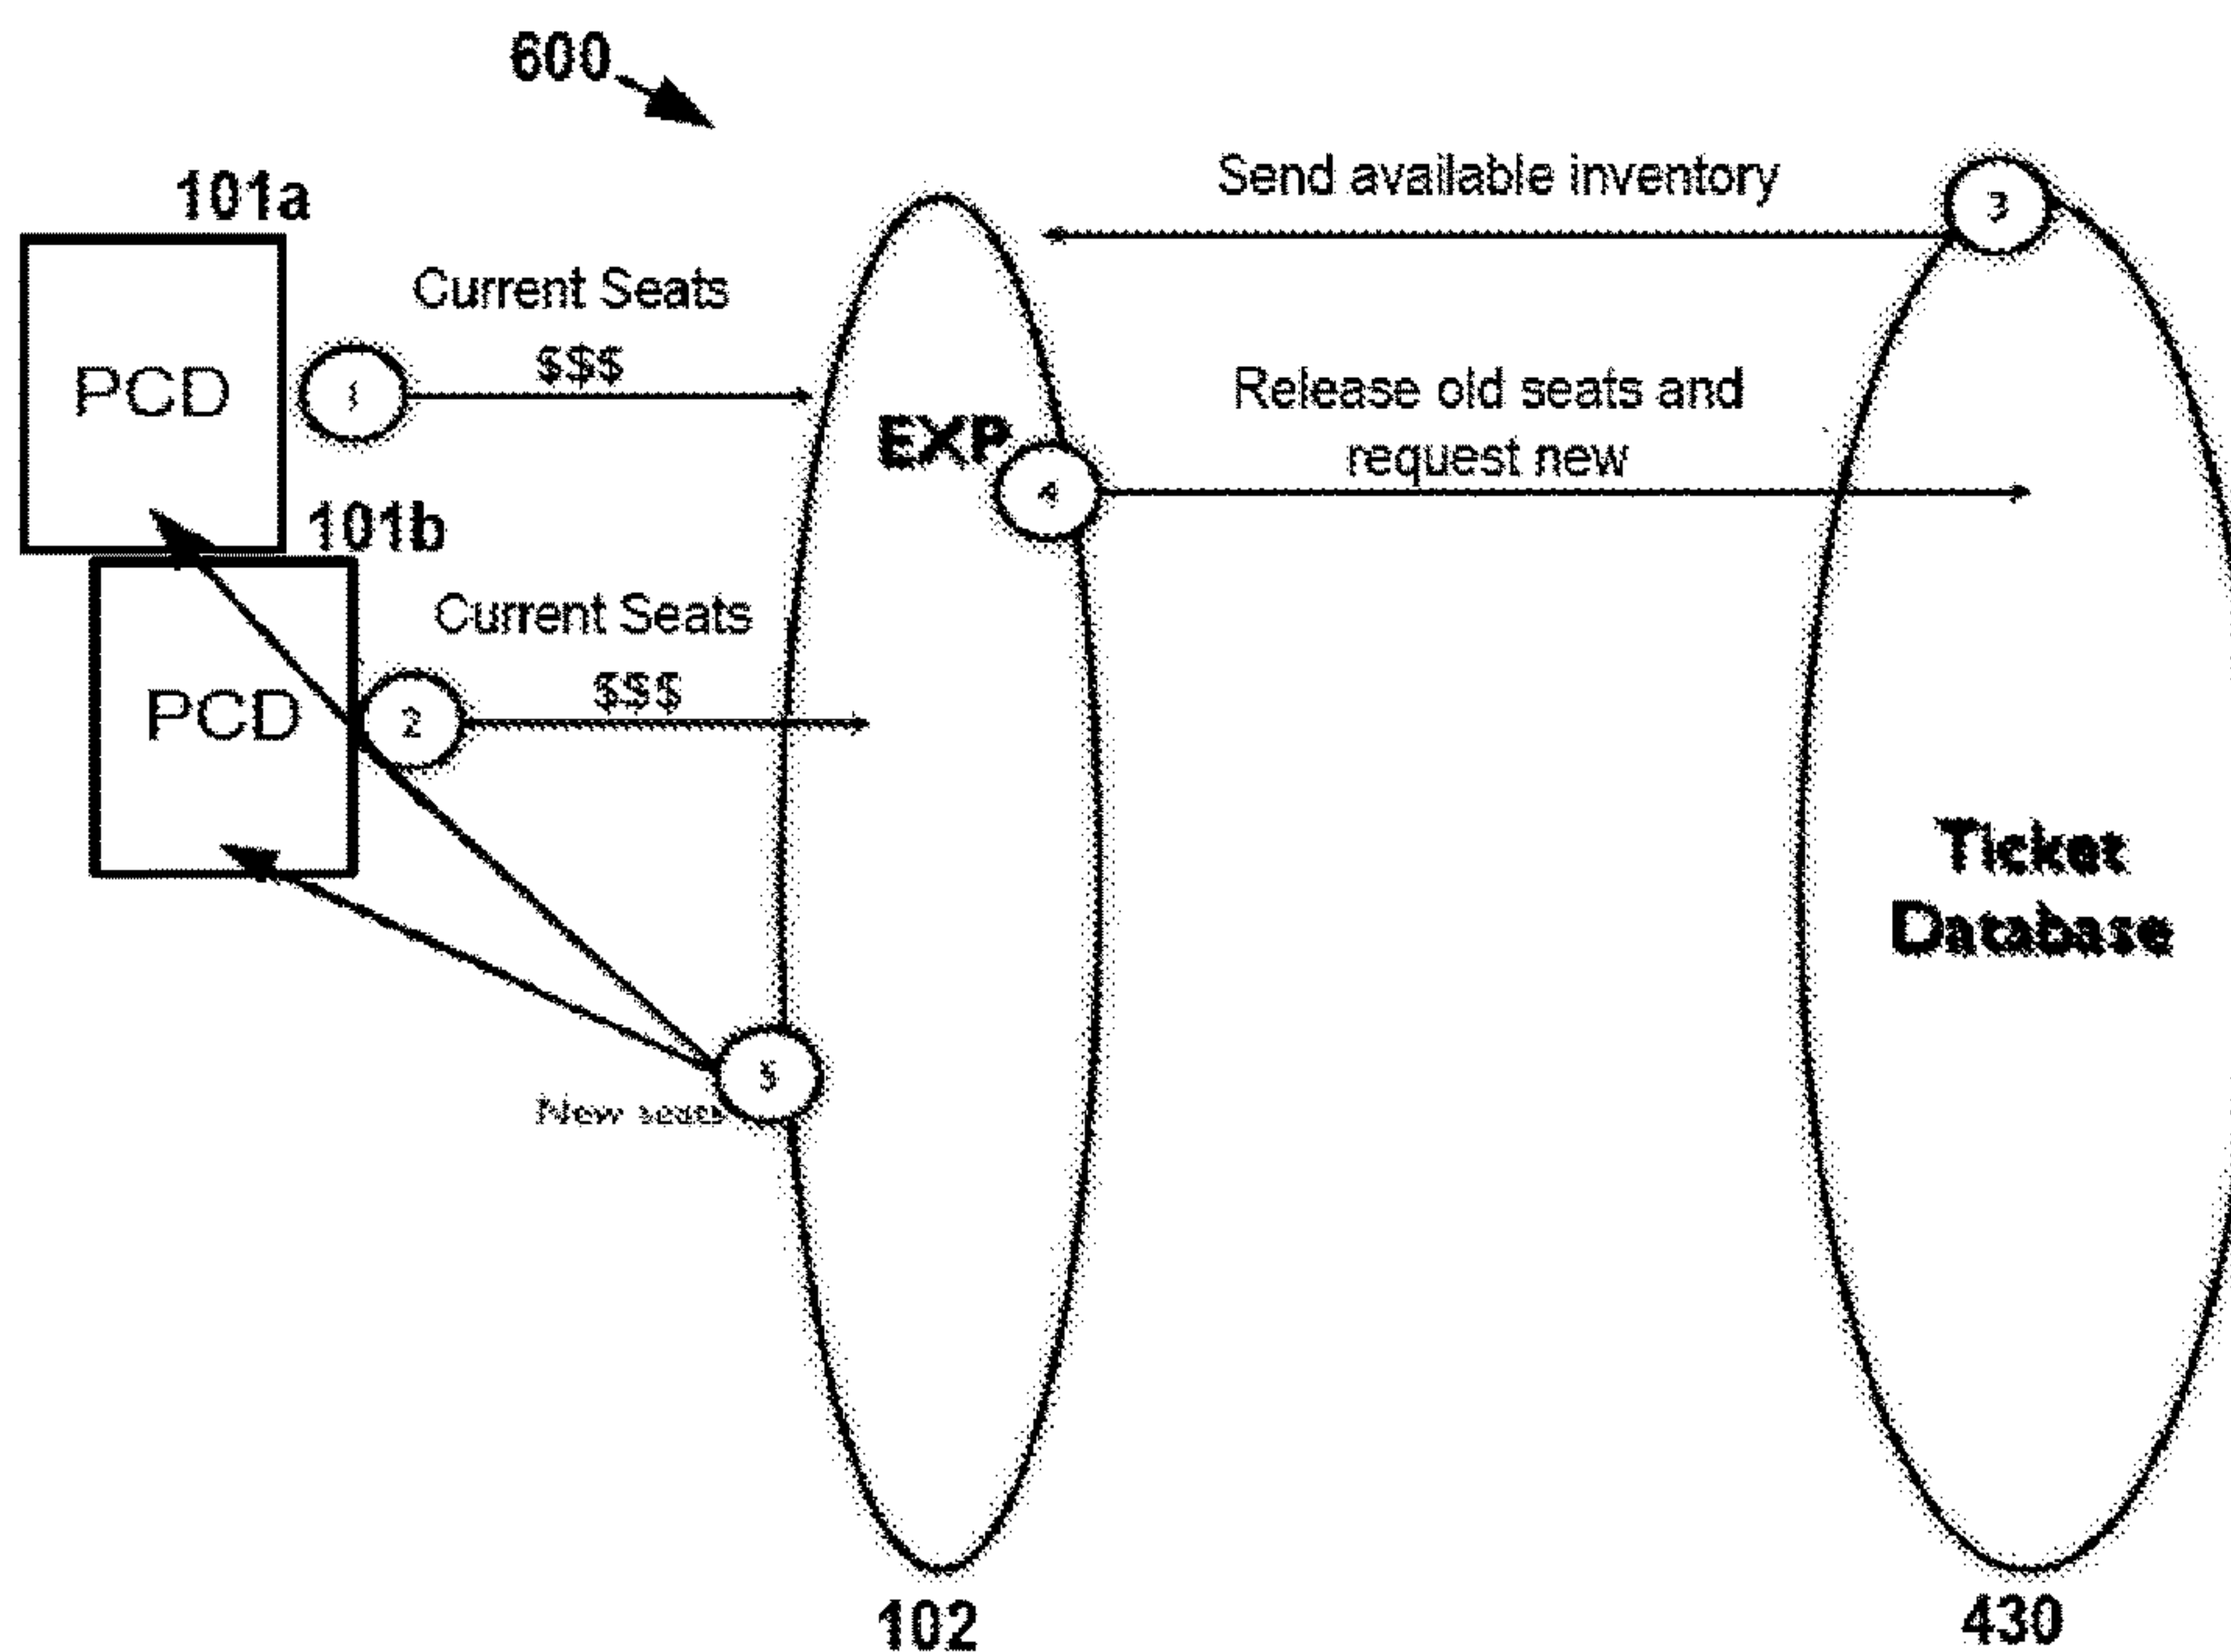 600
101a
Send available inventory
3
Current Seats
$$$
PCD
1
Release old seats and
request new
EXP
4
101b
Current Seats
$$$
PCD
2
Ticket
Database
5
New seats
102
430